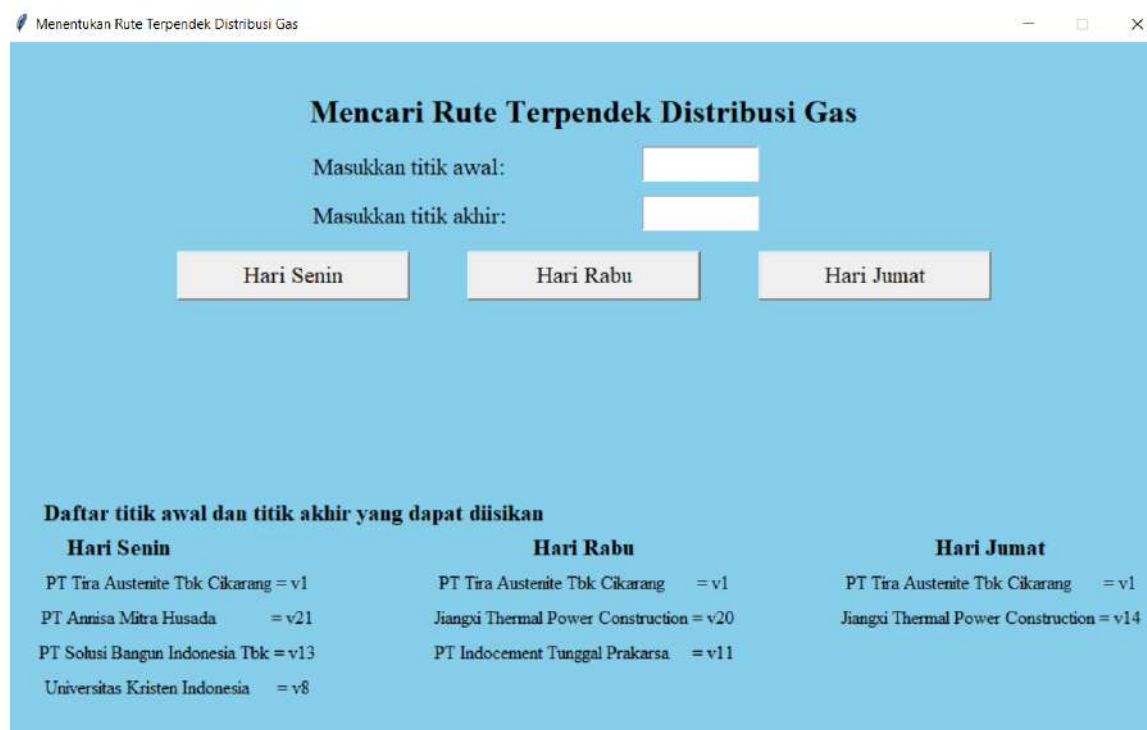 Menentukan Rute Terpendek Distribusi Gas
Mencari Rute Terpendek Distribusi Gas
Masukkan titik awal:
Masukkan titik akhir:
Hari Senin Hari Rabu Hari Jumat
Daftar titik awal dan titik akhir yang dapat diisikan
Hari Senin Hari Rabu Hari Jumat
PT Tira Austenite Tbk Cikarang = v1 PT Tira Austenite Tbk Cikarang = v1 PT Tira Austenite Tbk Cikarang = v1
PT Annisa Mitra Husada = v21 Jiangxi Thermal Power Construction = v20 Jiangxi Thermal Power Construction = v14
PT Solusi Bangun Indonesia Tbk = v13 PT Indocement Tunggal Prakarsa = v11
Universitas Kristen Indonesia = v8